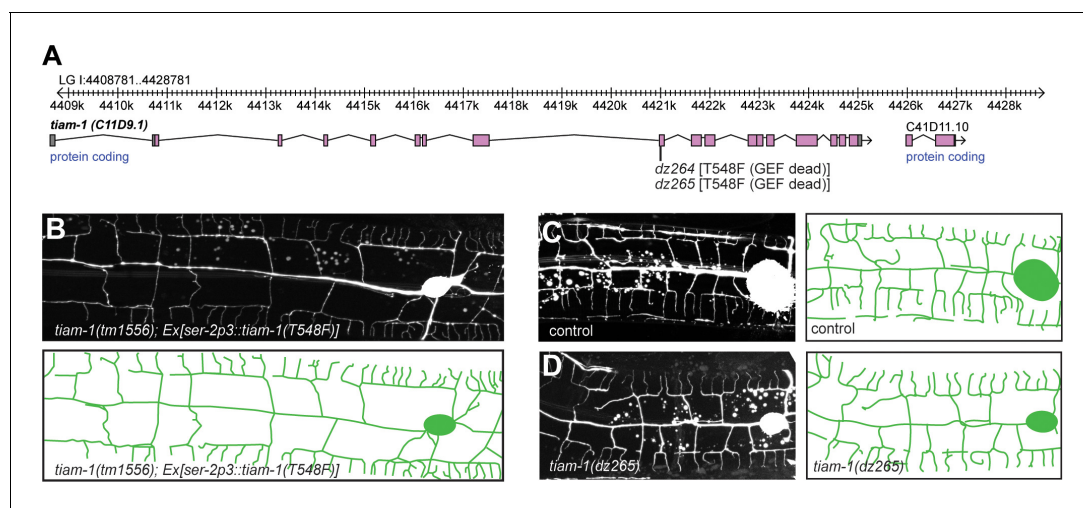 A
LG I:4408781..4428781
4409k 4410k 4411k 4412k 4413k 4414k 4415k 4416k 4417k 4418k 4419k 4420k 4421k 4422k 4423k 4424k 4425k 4426k 4427k 4428k
tiam-1 (C11D9.1)
C41D11.10
protein coding
protein coding
dz264 [T548F (GEF dead)]
dz265 [T548F (GEF dead)]
B
tiam-1(tm1556); Ex[ser-2p3::tiam-1(T548F)]
tiam-1(tm1556); Ex[ser-2p3::tiam-1(T548F)]
C
control
control
D
tiam-1(dz265)
tiam-1(dz265)